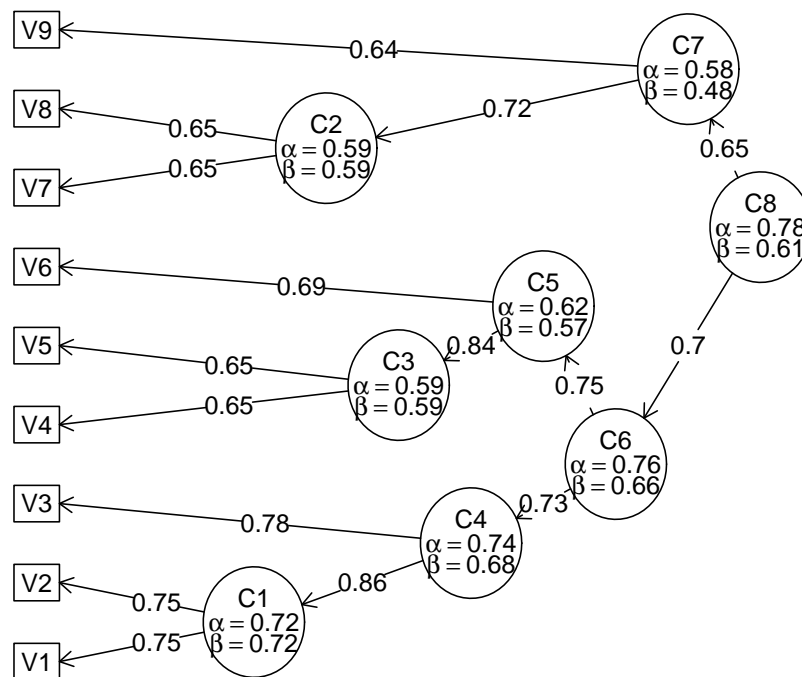 V9
0.64
C7
α = 0.58
β = 0.48
V8
0.65
C2
α = 0.59
β = 0.59
0.72
V7
0.65
0.65
C8
α = 0.78
β = 0.61
V6
0.69
C5
α = 0.62
β = 0.57
0.7
V5
0.65
C3
α = 0.59
β = 0.59
0.84
V4
0.65
0.75
C6
α = 0.76
β = 0.66
V3
0.78
C4
α = 0.74
β = 0.68
0.73
V2
0.75
C1
α = 0.72
β = 0.72
0.86
V1
0.75